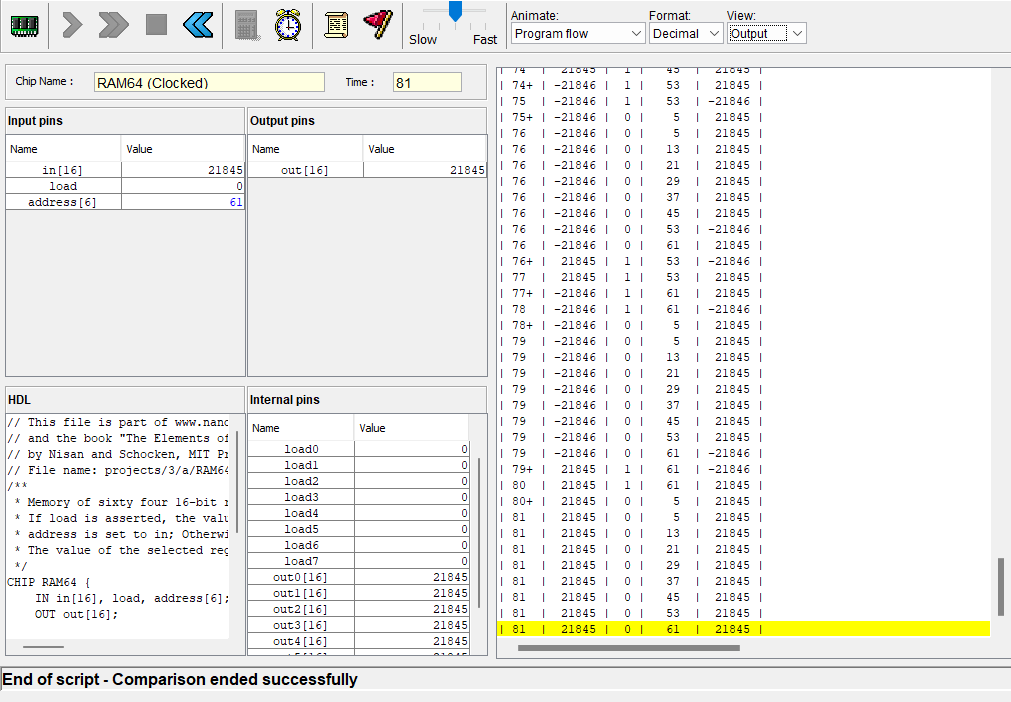 Slow
Fast
Animate:
Program flow
Format:
Decimal
View:
Output
Chip Name :
RAM64 (Clocked)
Time :
81
Input pins
Name Value
in[16] 21845
load 0
address[6] 61
Output pins
Name Value
out[16] 21845
HDL
// This file is part of www.nand
// and the book "The Elements of
// by Nisan and Schocken, MIT Pr
// File name: projects/3/a/RAM64
/**
* Memory of sixty four 16-bit r
* If load is asserted, the valu
* address is set to in; Otherwi
* The value of the selected reg
*/
CHIP RAM64 {
IN in[16], load, address[6];
OUT out[16];
Internal pins
Name Value
load0 0
load1 0
load2 0
load3 0
load4 0
load5 0
load6 0
load7 0
out0[16] 21845
out1[16] 21845
out2[16] 21845
out3[16] 21845
out4[16] 21845
| 74 | 21845 | 1 | 45 | 21845 |
| 74+ | -21846 | 1 | 53 | 21845 |
| 75 | -21846 | 1 | 53 | -21846 |
| 75+ | -21846 | 0 | 5 | 21845 |
| 76 | -21846 | 0 | 5 | 21845 |
| 76 | -21846 | 0 | 13 | 21845 |
| 76 | -21846 | 0 | 21 | 21845 |
| 76 | -21846 | 0 | 29 | 21845 |
| 76 | -21846 | 0 | 37 | 21845 |
| 76 | -21846 | 0 | 45 | 21845 |
| 76 | -21846 | 0 | 53 | -21846 |
| 76 | -21846 | 0 | 61 | 21845 |
| 76+ | 21845 | 1 | 53 | -21846 |
| 77 | 21845 | 1 | 53 | 21845 |
| 77+ | -21846 | 1 | 61 | 21845 |
| 78 | -21846 | 1 | 61 | -21846 |
| 78+ | -21846 | 0 | 5 | 21845 |
| 79 | -21846 | 0 | 5 | 21845 |
| 79 | -21846 | 0 | 13 | 21845 |
| 79 | -21846 | 0 | 21 | 21845 |
| 79 | -21846 | 0 | 29 | 21845 |
| 79 | -21846 | 0 | 37 | 21845 |
| 79 | -21846 | 0 | 45 | 21845 |
| 79 | -21846 | 0 | 53 | 21845 |
| 79 | -21846 | 0 | 61 | -21846 |
| 79+ | 21845 | 1 | 61 | -21846 |
| 80 | 21845 | 1 | 61 | 21845 |
| 80+ | 21845 | 0 | 5 | 21845 |
| 81 | 21845 | 0 | 5 | 21845 |
| 81 | 21845 | 0 | 13 | 21845 |
| 81 | 21845 | 0 | 21 | 21845 |
| 81 | 21845 | 0 | 29 | 21845 |
| 81 | 21845 | 0 | 37 | 21845 |
| 81 | 21845 | 0 | 45 | 21845 |
| 81 | 21845 | 0 | 53 | 21845 |
| 81 | 21845 | 0 | 61 | 21845 |
End of script - Comparison ended successfully